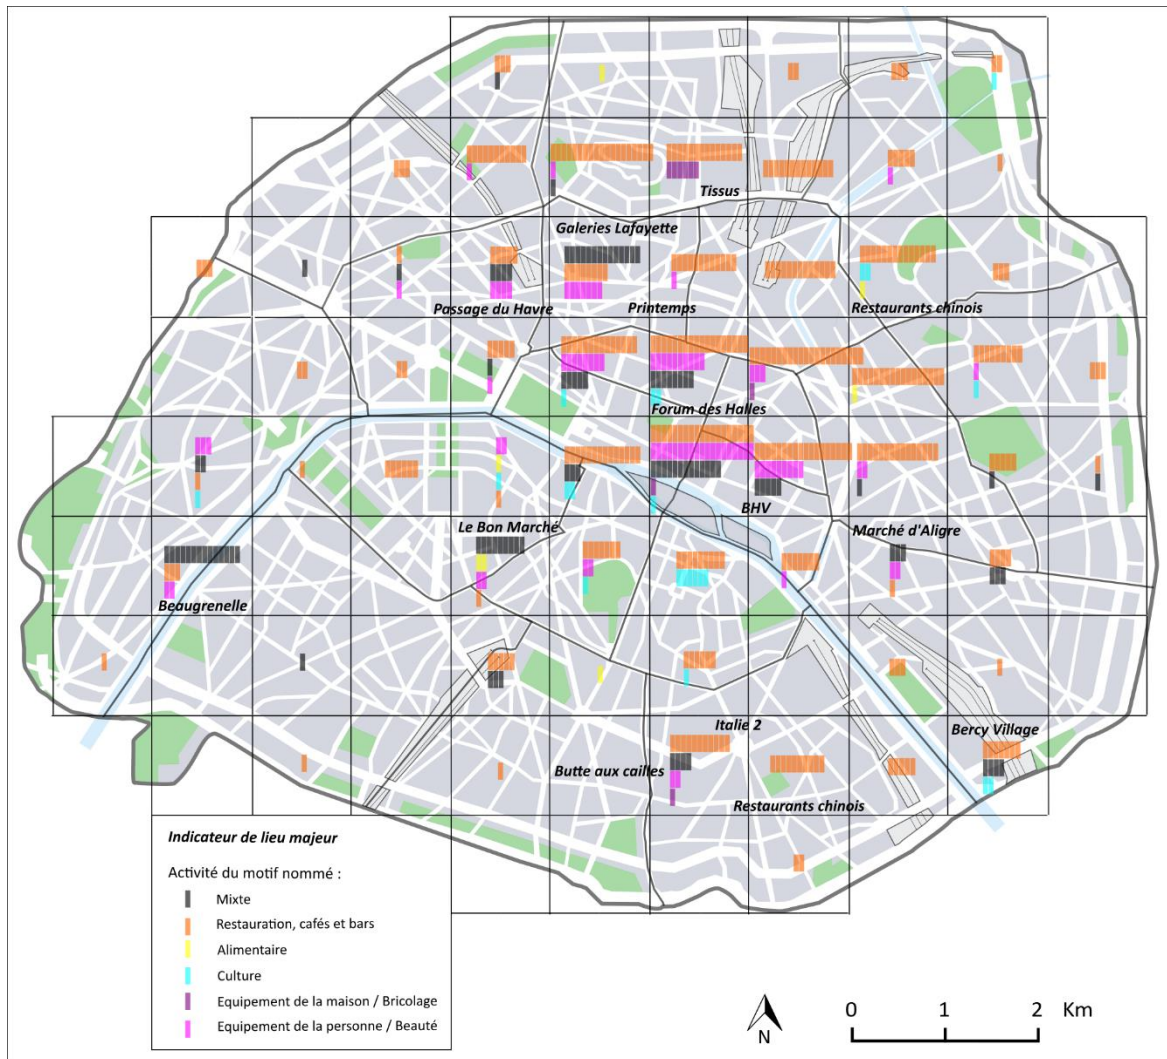 Tissus
Galeries Lafayette
Passage du Havre
Printemps
Restaurants chinois
Forum des Halles
BHV
Le Bon Marché
Marché d'Aligre
Beaugrenelle
Italie 2
Bercy Village
Butte aux cailles
Restaurants chinois
Indicateur de lieu majeur
Activité du motif nommé :
Mixte
Restauration, cafés et bars
Alimentaire
Culture
Equipement de la maison / Bricolage
Equipement de la personne / Beauté
N
0 1 2 Km